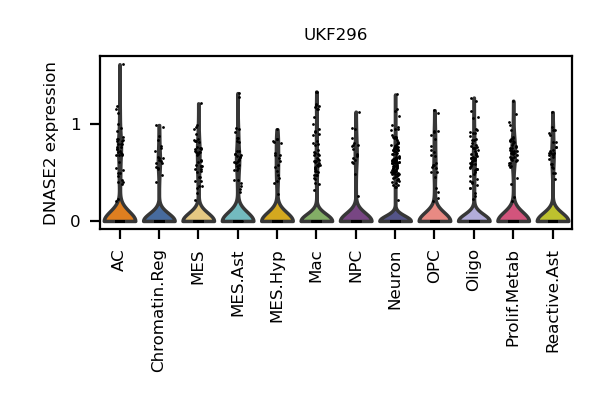 UKF296
DNASE2 expression
1
0
AC
Chromatin.Reg
MES
MES.Ast
MES.Hyp
Mac
NPC
Neuron
OPC
Oligo
Prolif.Metab
Reactive.Ast